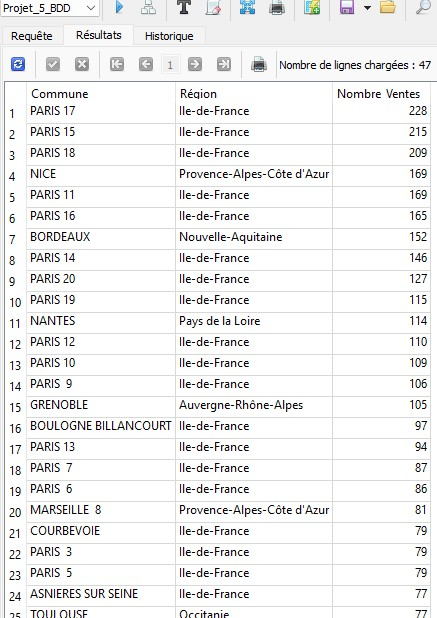 Projet_5_BDD
Requête Résultats Historique
1 Nombre de lignes chargées : 47
Commune Région Nombre Ventes
1 PARIS 17 Ile-de-France 228
2 PARIS 15 Ile-de-France 215
3 PARIS 18 Ile-de-France 209
4 NICE Provence-Alpes-Côte d'Azur 169
5 PARIS 11 Ile-de-France 169
6 PARIS 16 Ile-de-France 165
7 BORDEAUX Nouvelle-Aquitaine 152
8 PARIS 14 Ile-de-France 146
9 PARIS 20 Ile-de-France 127
10 PARIS 19 Ile-de-France 115
11 NANTES Pays de la Loire 114
12 PARIS 12 Ile-de-France 110
13 PARIS 10 Ile-de-France 109
14 PARIS  9 Ile-de-France 106
15 GRENOBLE Auvergne-Rhône-Alpes 105
16 BOULOGNE BILLANCOURT Ile-de-France 97
17 PARIS 13 Ile-de-France 94
18 PARIS  7 Ile-de-France 87
19 PARIS  6 Ile-de-France 86
20 MARSEILLE  8 Provence-Alpes-Côte d'Azur 81
21 COURBEVOIE Ile-de-France 79
22 PARIS  3 Ile-de-France 79
23 PARIS  5 Ile-de-France 79
24 ASNIERES SUR SEINE Ile-de-France 77
25 TOULOUSE Occitanie 77